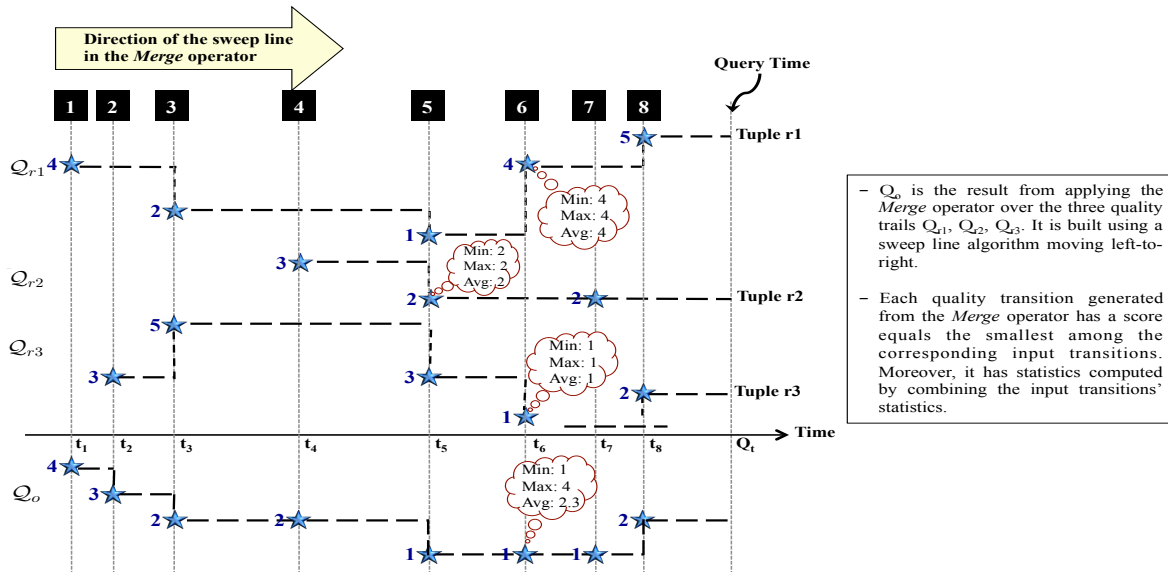 Direction of the sweep line
in the Merge operator
Query Time
1 2 3 4 5 6 7 8
Tuple r1
5
Qr1
4
4
Min: 4
Max: 4
Avg: 4
2
1
Qr2
3
Min: 2
Max: 2
Avg: 2
2
2
Tuple r2
Qr3
5
3
3
Min: 1
Max: 1
Avg: 1
1
2
Tuple r3
Time
t1 t2 t3 t4 t5 t6 t7 t8 Qt
Qo
4
3
2
2
1
Min: 1
Max: 4
Avg: 2.3
1
1
2
– Qo is the result from applying the
Merge operator over the three quality
trails Qr1, Qr2, Qr3. It is built using a
sweep line algorithm moving left-to-
right.
– Each quality transition generated
from the Merge operator has a score
equals the smallest among the
corresponding input transitions.
Moreover, it has statistics computed
by combining the input transitions'
statistics.